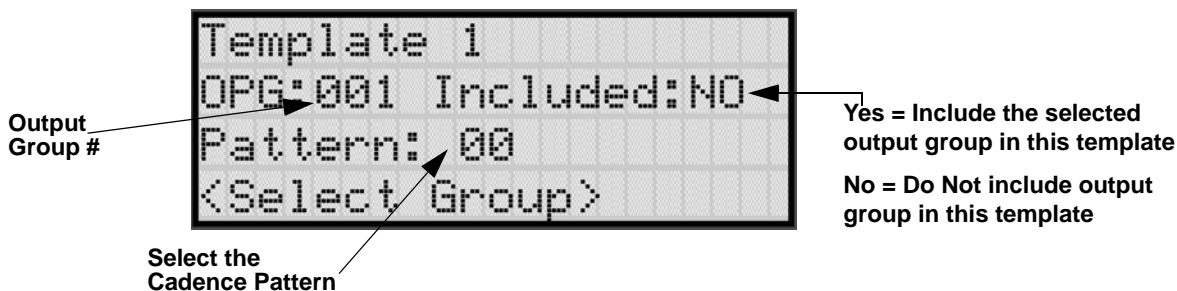 Template 1
OPG:001 Included:NO
Pattern: 00
<Select Group>
Output
Group #
Select the
Cadence Pattern
Yes = Include the selected
output group in this template
No = Do Not include output
group in this template